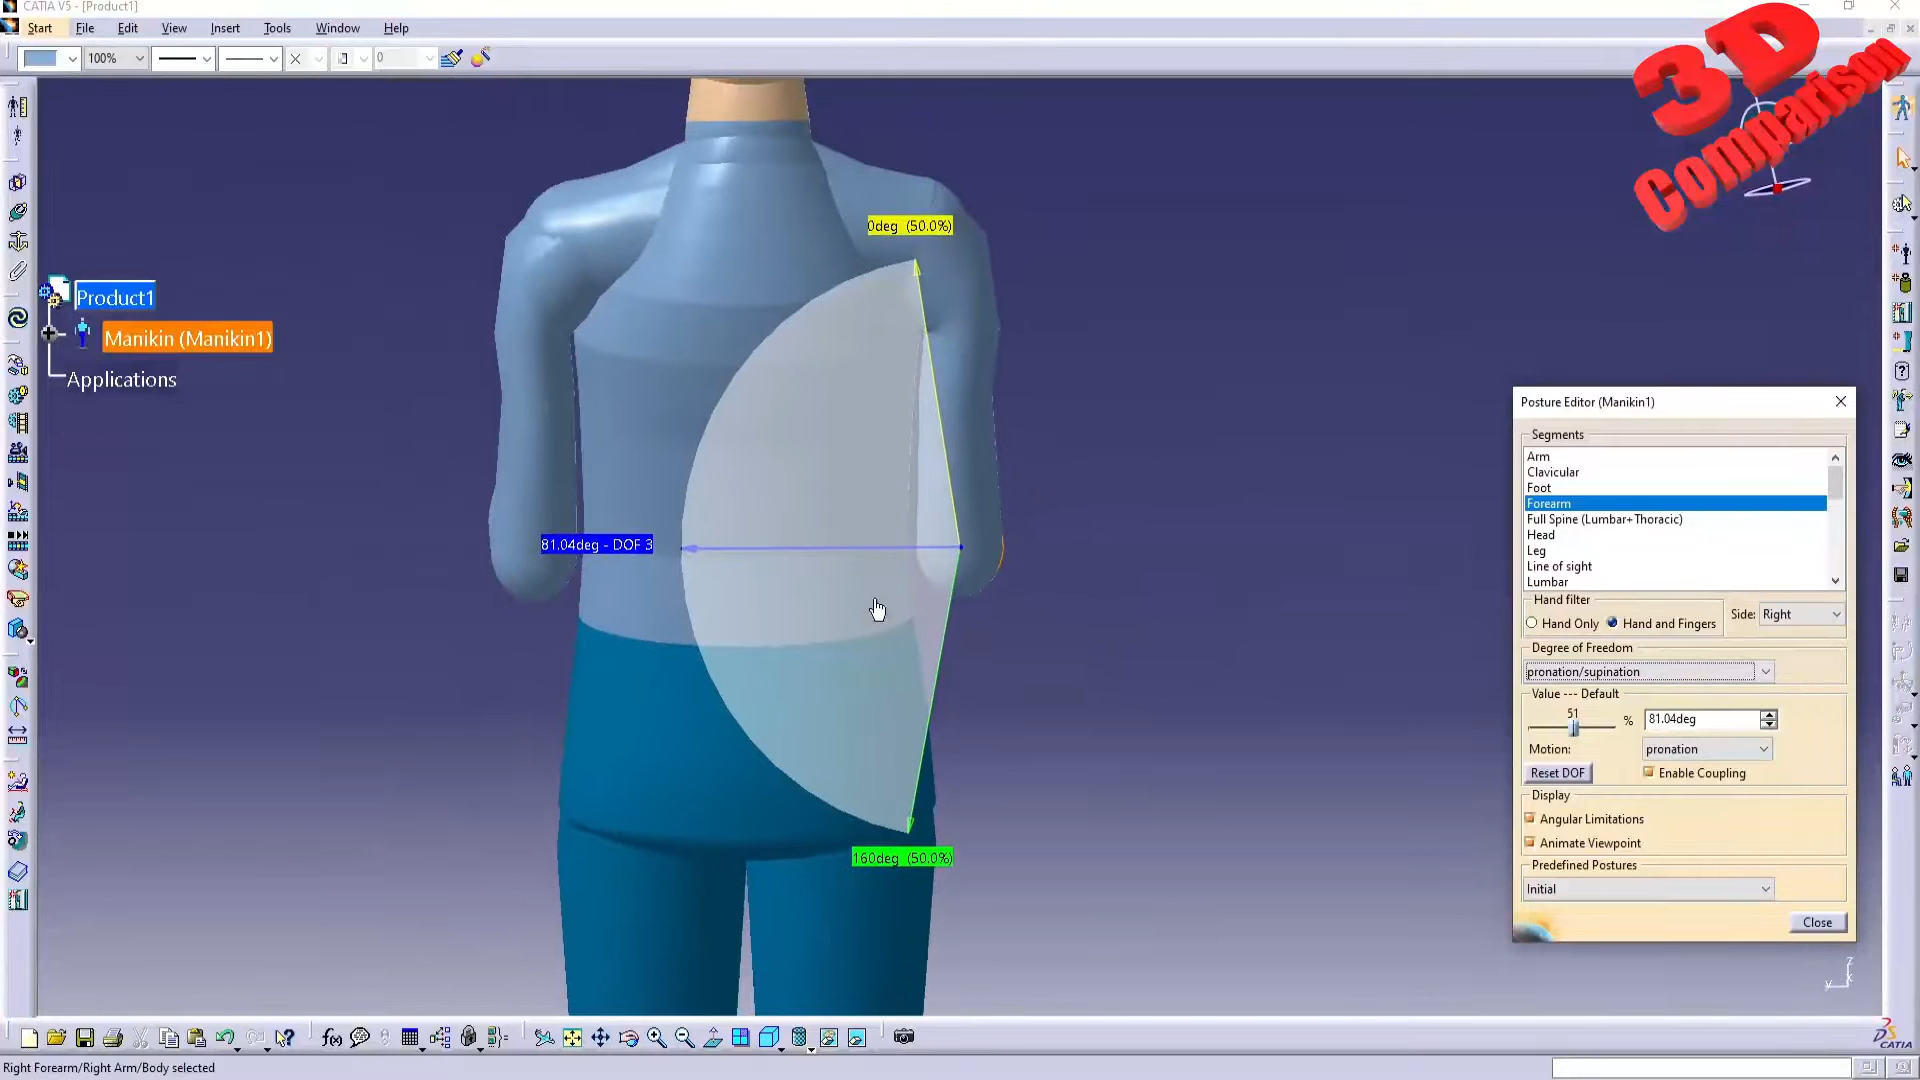 CATIA V5 - [Product1]
Start File Edit View Insert Tools Window Help
100% 0
3D
Comparison
0deg (50.0%)
Product1
Manikin (Manikin1)
Applications
81.04deg - DOF 3
160deg (50.0%)
Posture Editor (Manikin1)
Segments
Arm
Clavicular
Foot
Forearm
Full Spine (Lumbar+Thoracic)
Head
Leg
Line of sight
Lumbar
Hand filter
Hand Only Hand and Fingers Side: Right
Degree of Freedom
pronation/supination
Value --- Default
51
% 81.04deg
Motion: pronation
Reset DOF Enable Coupling
Display
Angular Limitations
Animate Viewpoint
Predefined Postures
Initial
Close
z
x
y
f(x)
CATIA
Right Forearm/Right Arm/Body selected